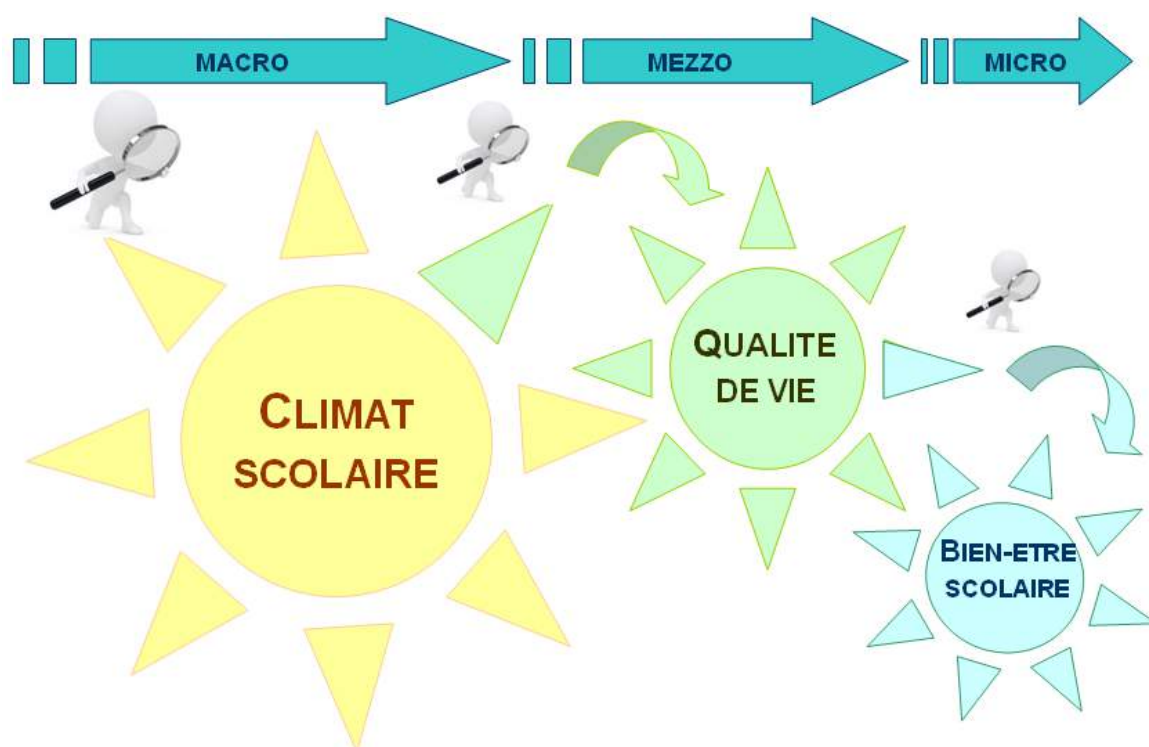 MACRO
MEZZO
MICRO
CLIMAT
SCOLAIRE
QUALITE
DE VIE
BIEN-ETRE
SCOLAIRE